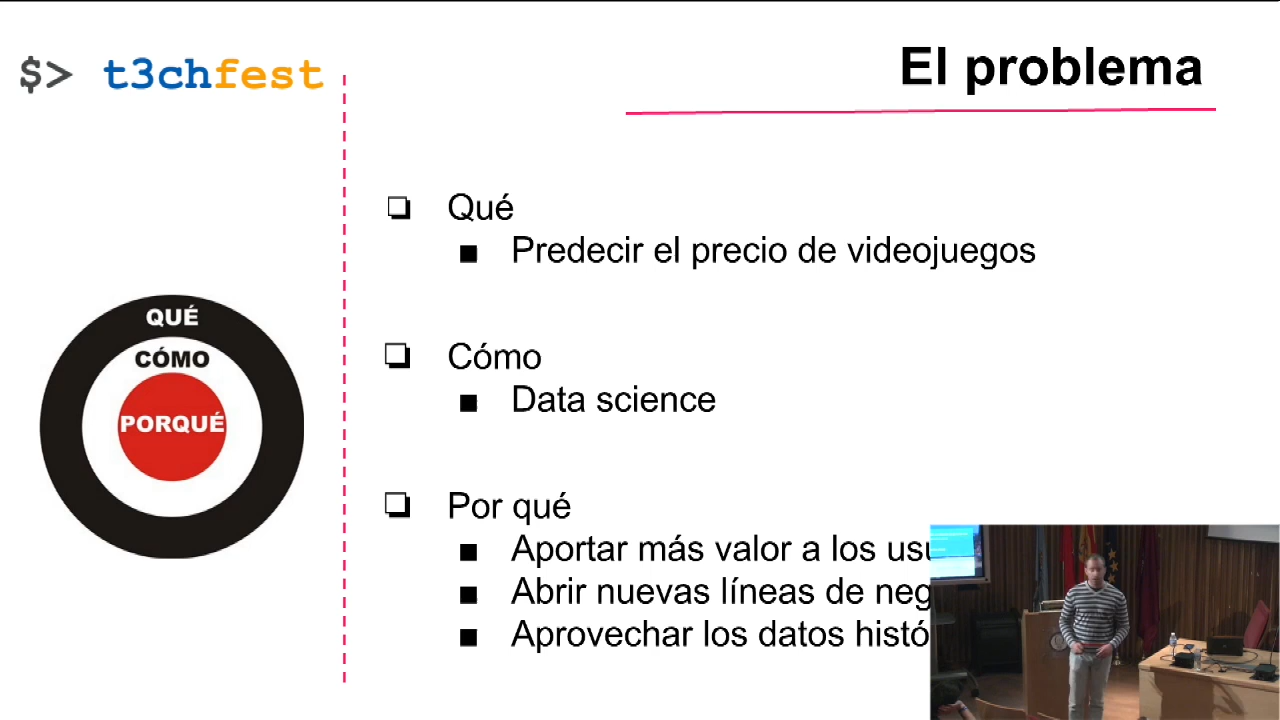 $> t3chfest
El problema
QUÉ
CÓMO
PORQUÉ
Qué
Predecir el precio de videojuegos
Cómo
Data science
Por qué
Aportar más valor a los
Abrir nuevas líneas de
Aprovechar los datos